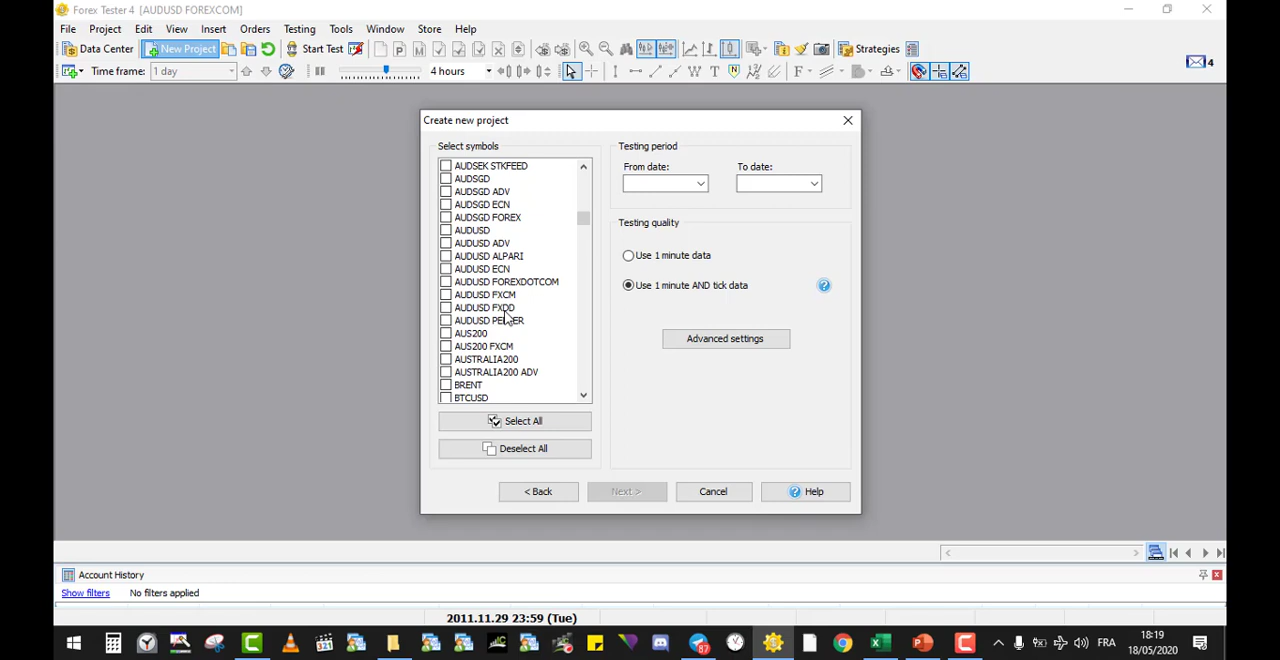 Forex Tester 4 [AUDUSD FOREXCOM]
File Project Edit View Insert Orders Testing Tools Window Store Help
Data Center New Project Start Test Strategies
Time frame: 1 day 4 hours 4
Create new project
Select symbols
AUDSEK STKFEED
AUDSGD
AUDSGD ADV
AUDSGD ECN
AUDSGD FOREX
AUDUSD
AUDUSD ADV
AUDUSD ALPARI
AUDUSD ECN
AUDUSD FOREXDOTCOM
AUDUSD FXCM
AUDUSD FXDD
AUDUSD
AUS200
AUS200 FXCM
AUSTRALIA200
AUSTRALIA200 ADV
BRENT
BTCUSD
Select All
Deselect All
Testing period
From date: To date:
Testing quality
Use 1 minute data
Use 1 minute AND tick data
Advanced settings
< Back Next > Cancel Help
Account History
Show filters No filters applied
2011.11.29 23:59 (Tue)
87
FRA
18:19
18/05/2020